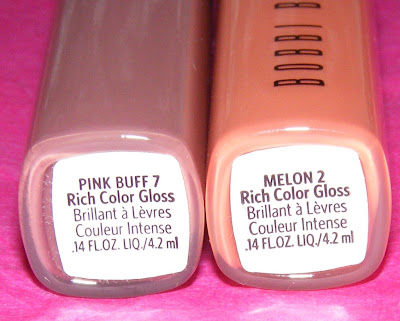 PINK BUFF 7
Rich Color Gloss
Brillant à Lèvres
Couleur Intense
.14 FL.OZ. LIQ./4.2 ml
BOBBI B
MELON 2
Rich Color Gloss
Brillant à Lèvres
Couleur Intense
.14 FL.OZ. LIQ./4.2 ml